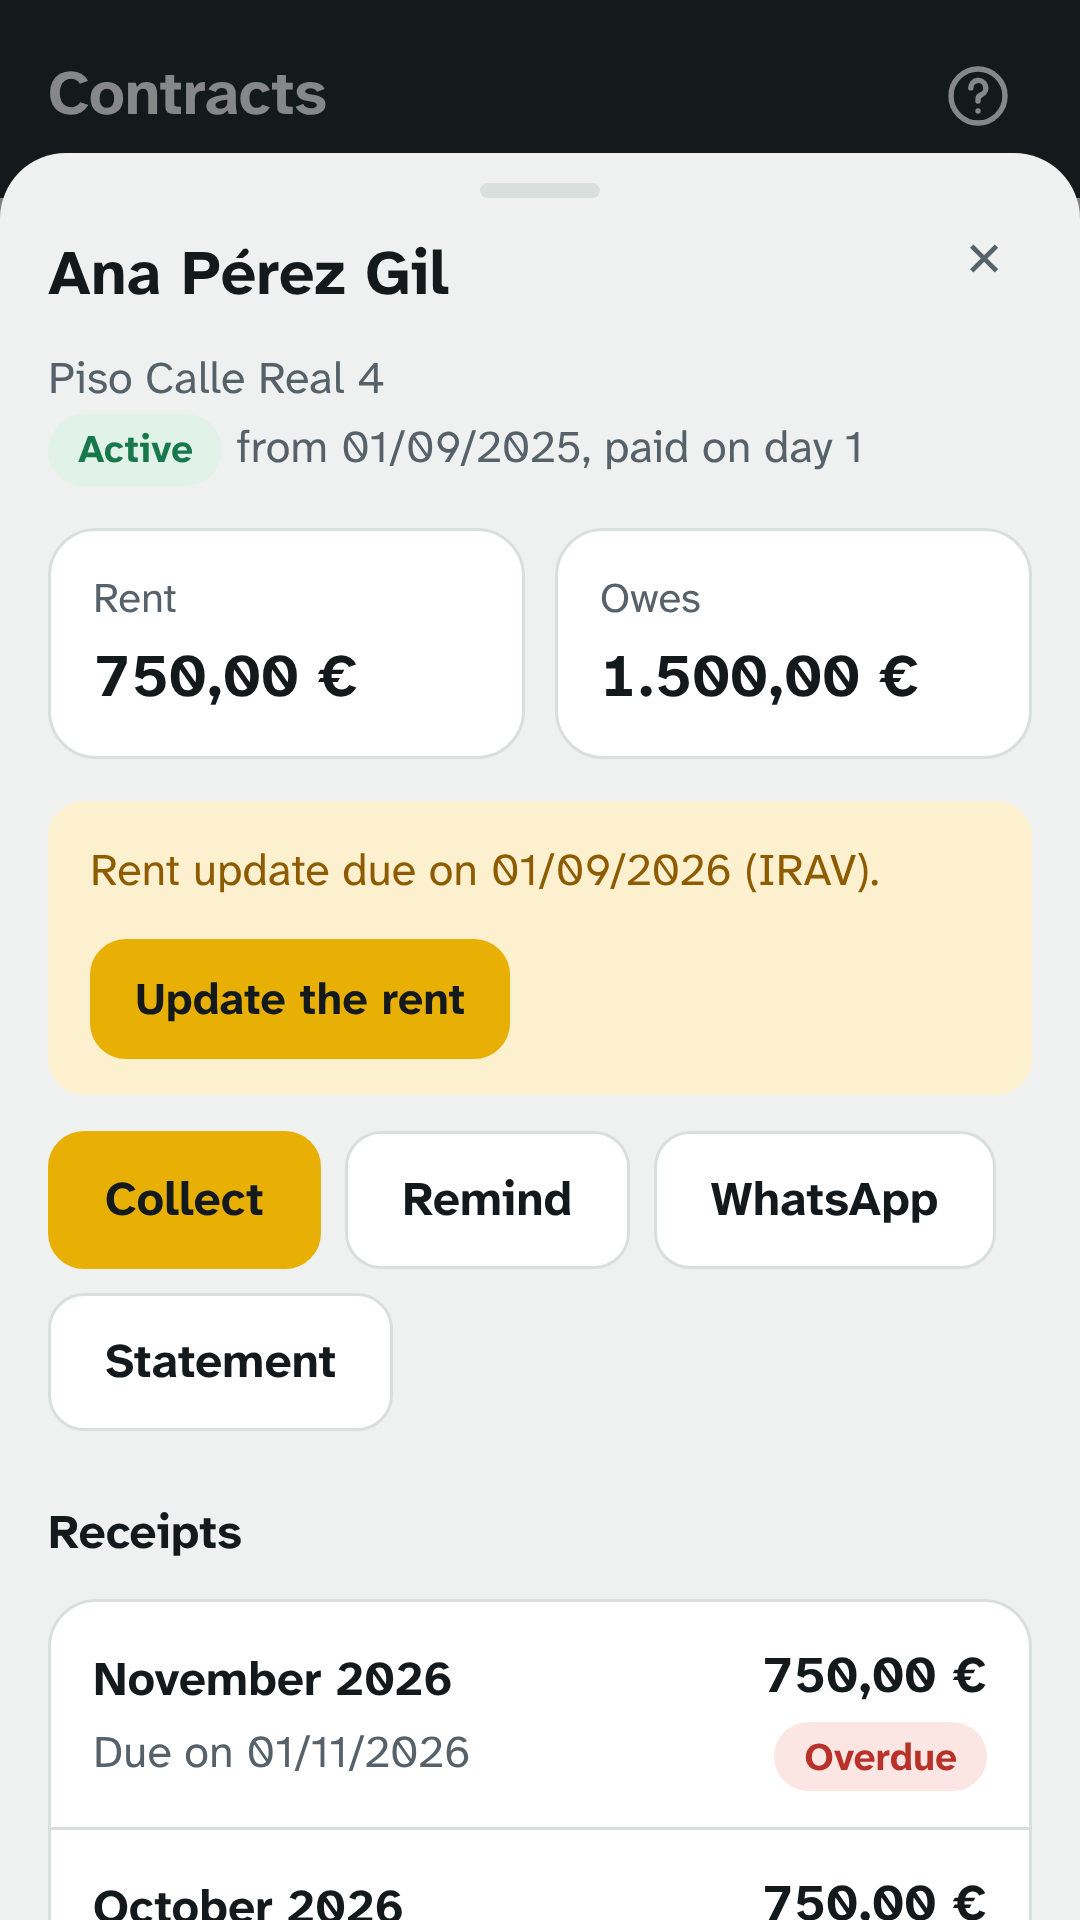 Contracts
Ana Pérez Gil
Piso Calle Real 4
Active from 01/09/2025, paid on day 1
Rent
750,00 €
Owes
1.500,00 €
Rent update due on 01/09/2026 (IRAV).
Update the rent
Collect
Remind
WhatsApp
Statement
Receipts
November 2026
750,00 €
Due on 01/11/2026
Overdue
October 2026
750,00 €